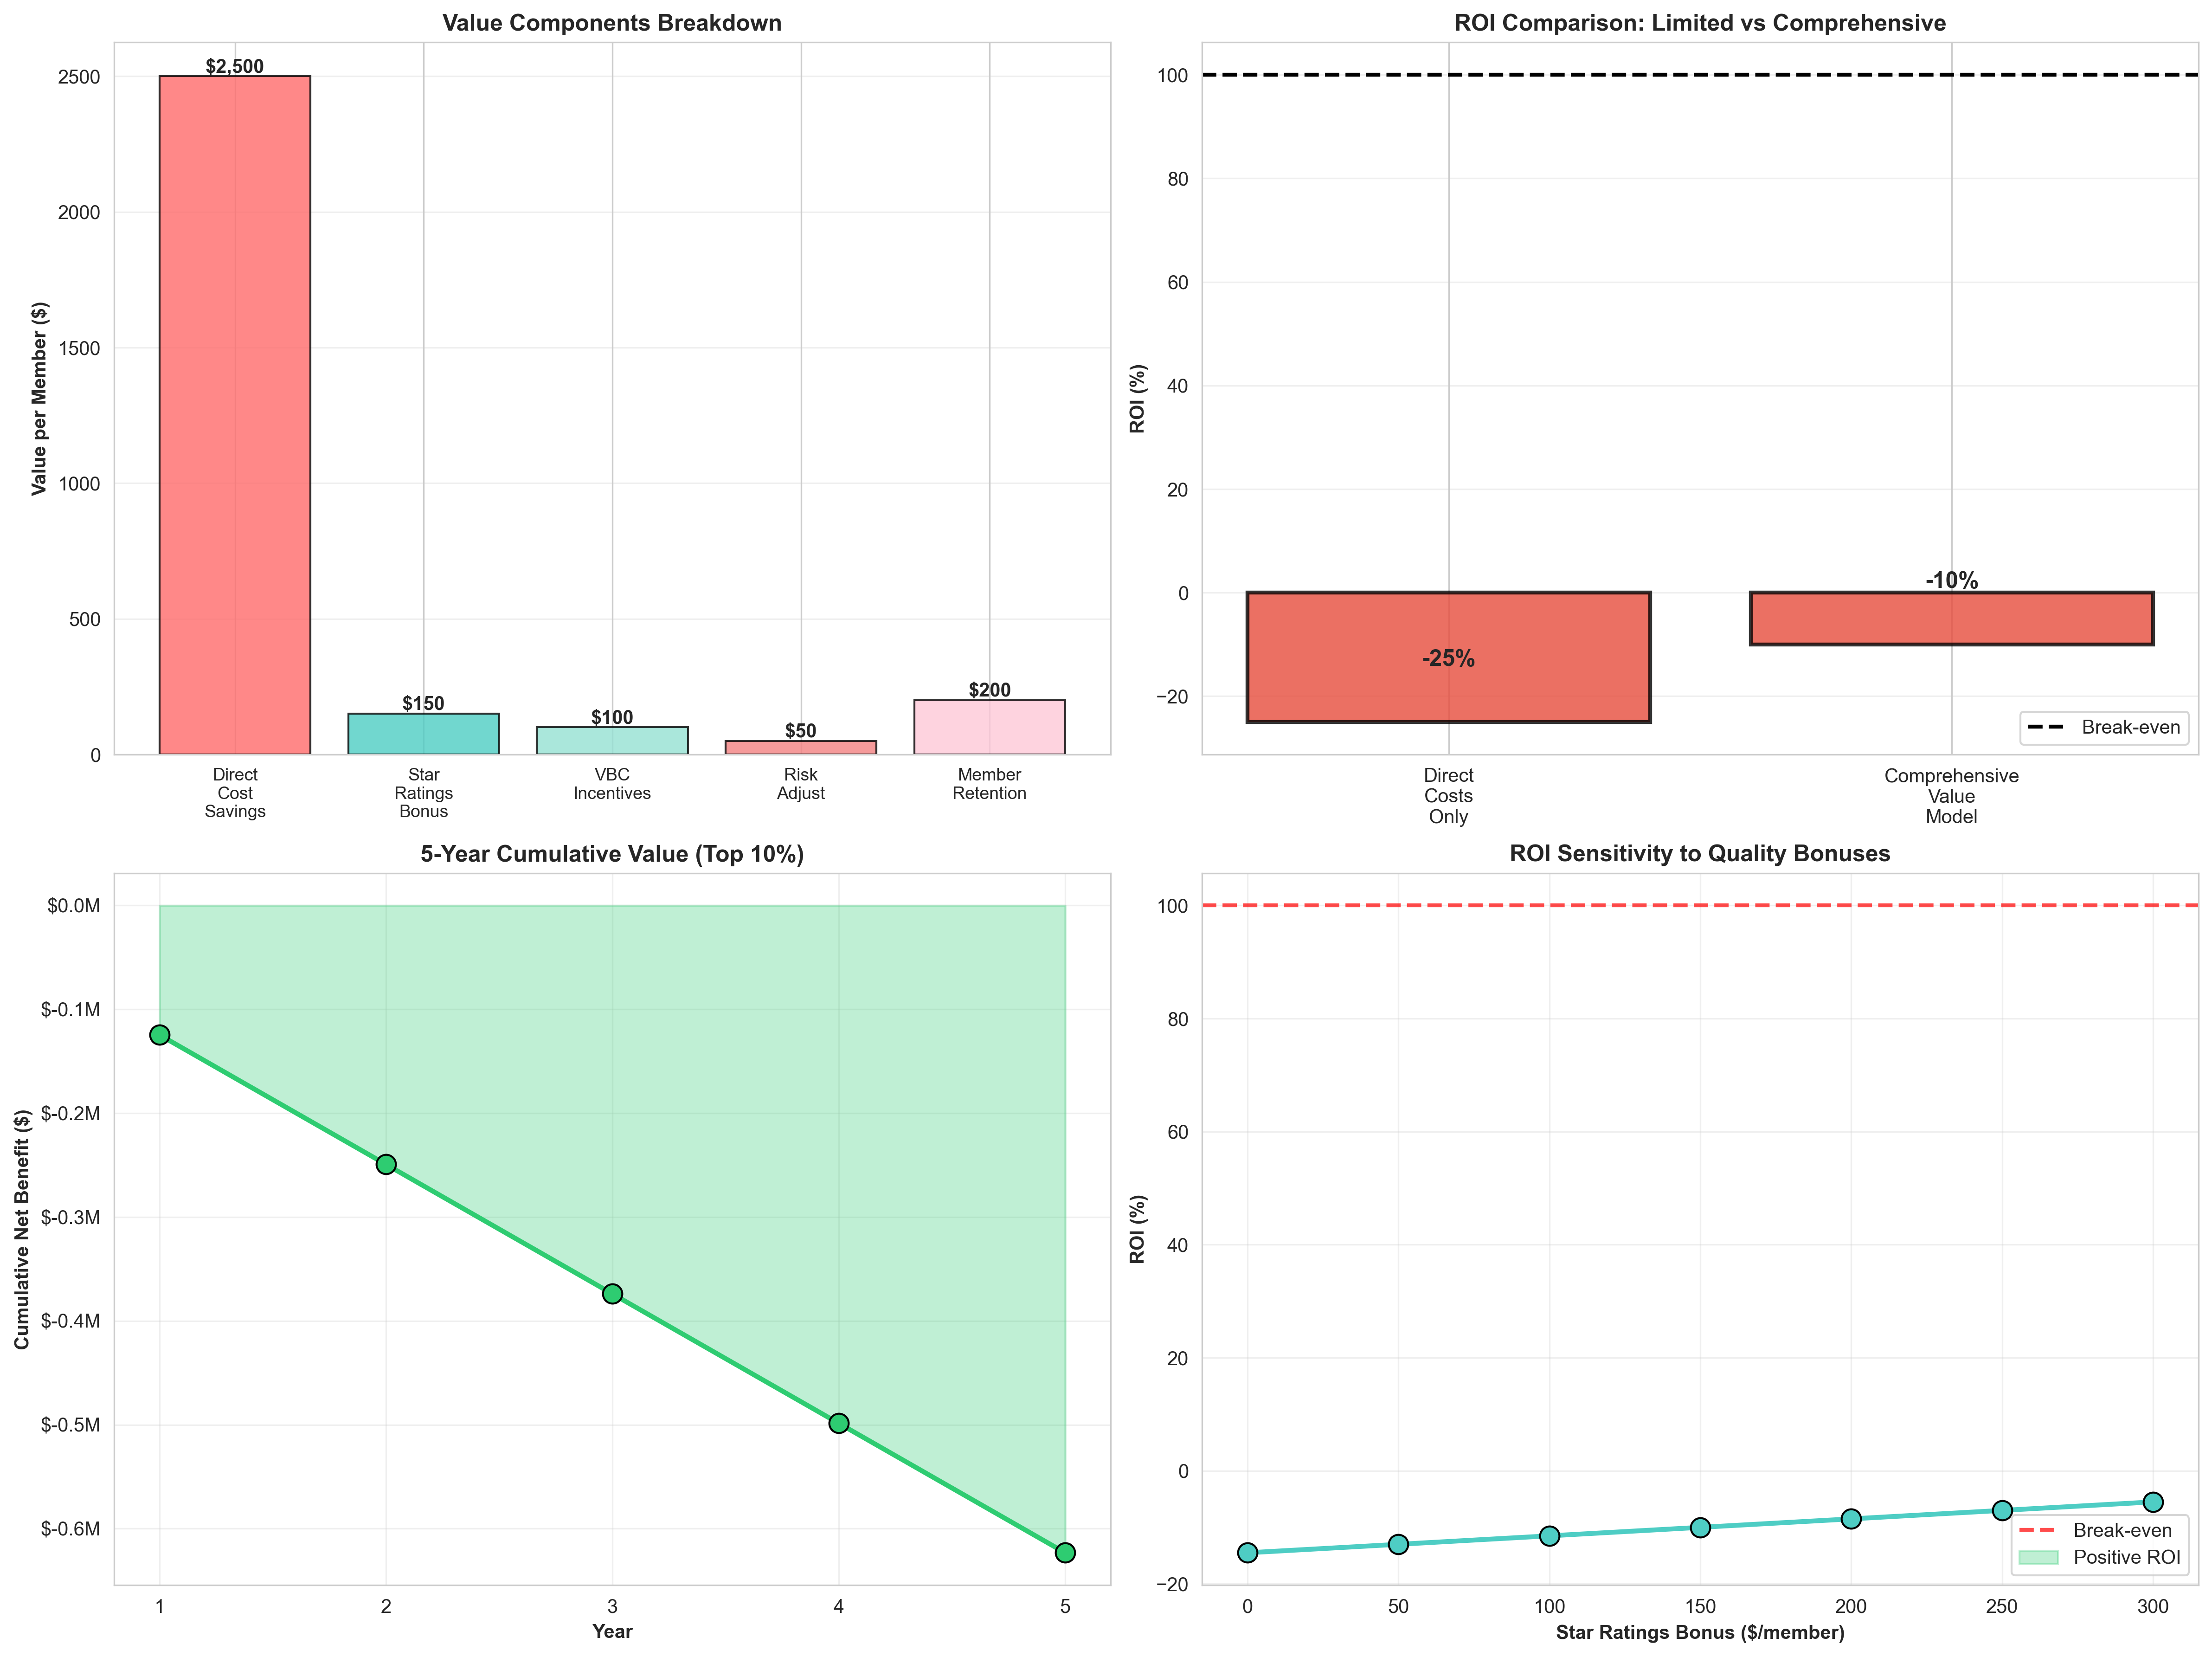 Value Components Breakdown
Value per Member ($)
2500
2000
1500
1000
500
0
$2,500
$150
$100
$50
$200
Direct
Cost
Savings
Star
Ratings
Bonus
VBC
Incentives
Risk
Adjust
Member
Retention
ROI Comparison: Limited vs Comprehensive
ROI (%)
100
80
60
40
20
0
−20
-25%
-10%
Break-even
Direct
Costs
Only
Comprehensive
Value
Model
5-Year Cumulative Value (Top 10%)
Cumulative Net Benefit ($)
$0.0M
$-0.1M
$-0.2M
$-0.3M
$-0.4M
$-0.5M
$-0.6M
1
2
3
4
5
Year
ROI Sensitivity to Quality Bonuses
ROI (%)
100
80
60
40
20
0
−20
Break-even
Positive ROI
0
50
100
150
200
250
300
Star Ratings Bonus ($/member)